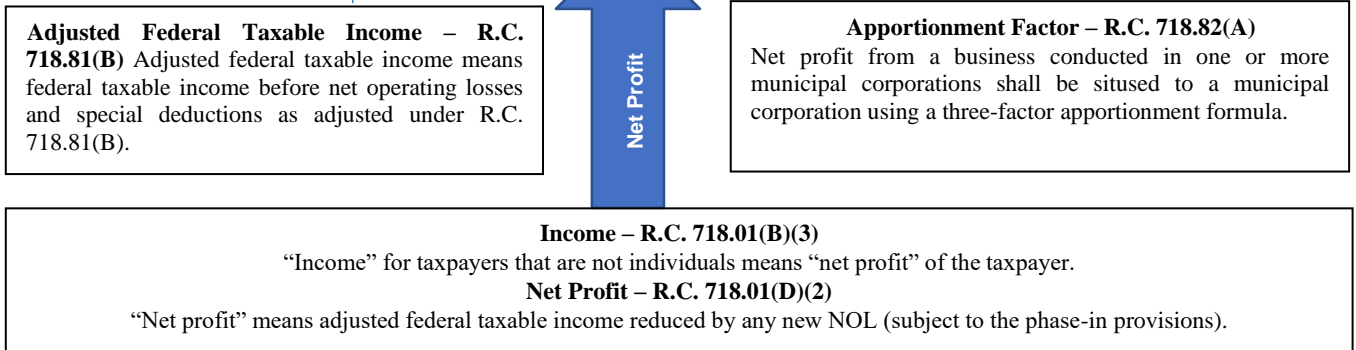 Adjusted Federal Taxable Income – R.C.
718.81(B) Adjusted federal taxable income means
federal taxable income before net operating losses
and special deductions as adjusted under R.C.
718.81(B).
Net Profit
Apportionment Factor – R.C. 718.82(A)
Net profit from a business conducted in one or more
municipal corporations shall be sitused to a municipal
corporation using a three-factor apportionment formula.
Income – R.C. 718.01(B)(3)
“Income” for taxpayers that are not individuals means “net profit” of the taxpayer.
Net Profit – R.C. 718.01(D)(2)
“Net profit” means adjusted federal taxable income reduced by any new NOL (subject to the phase-in provisions).